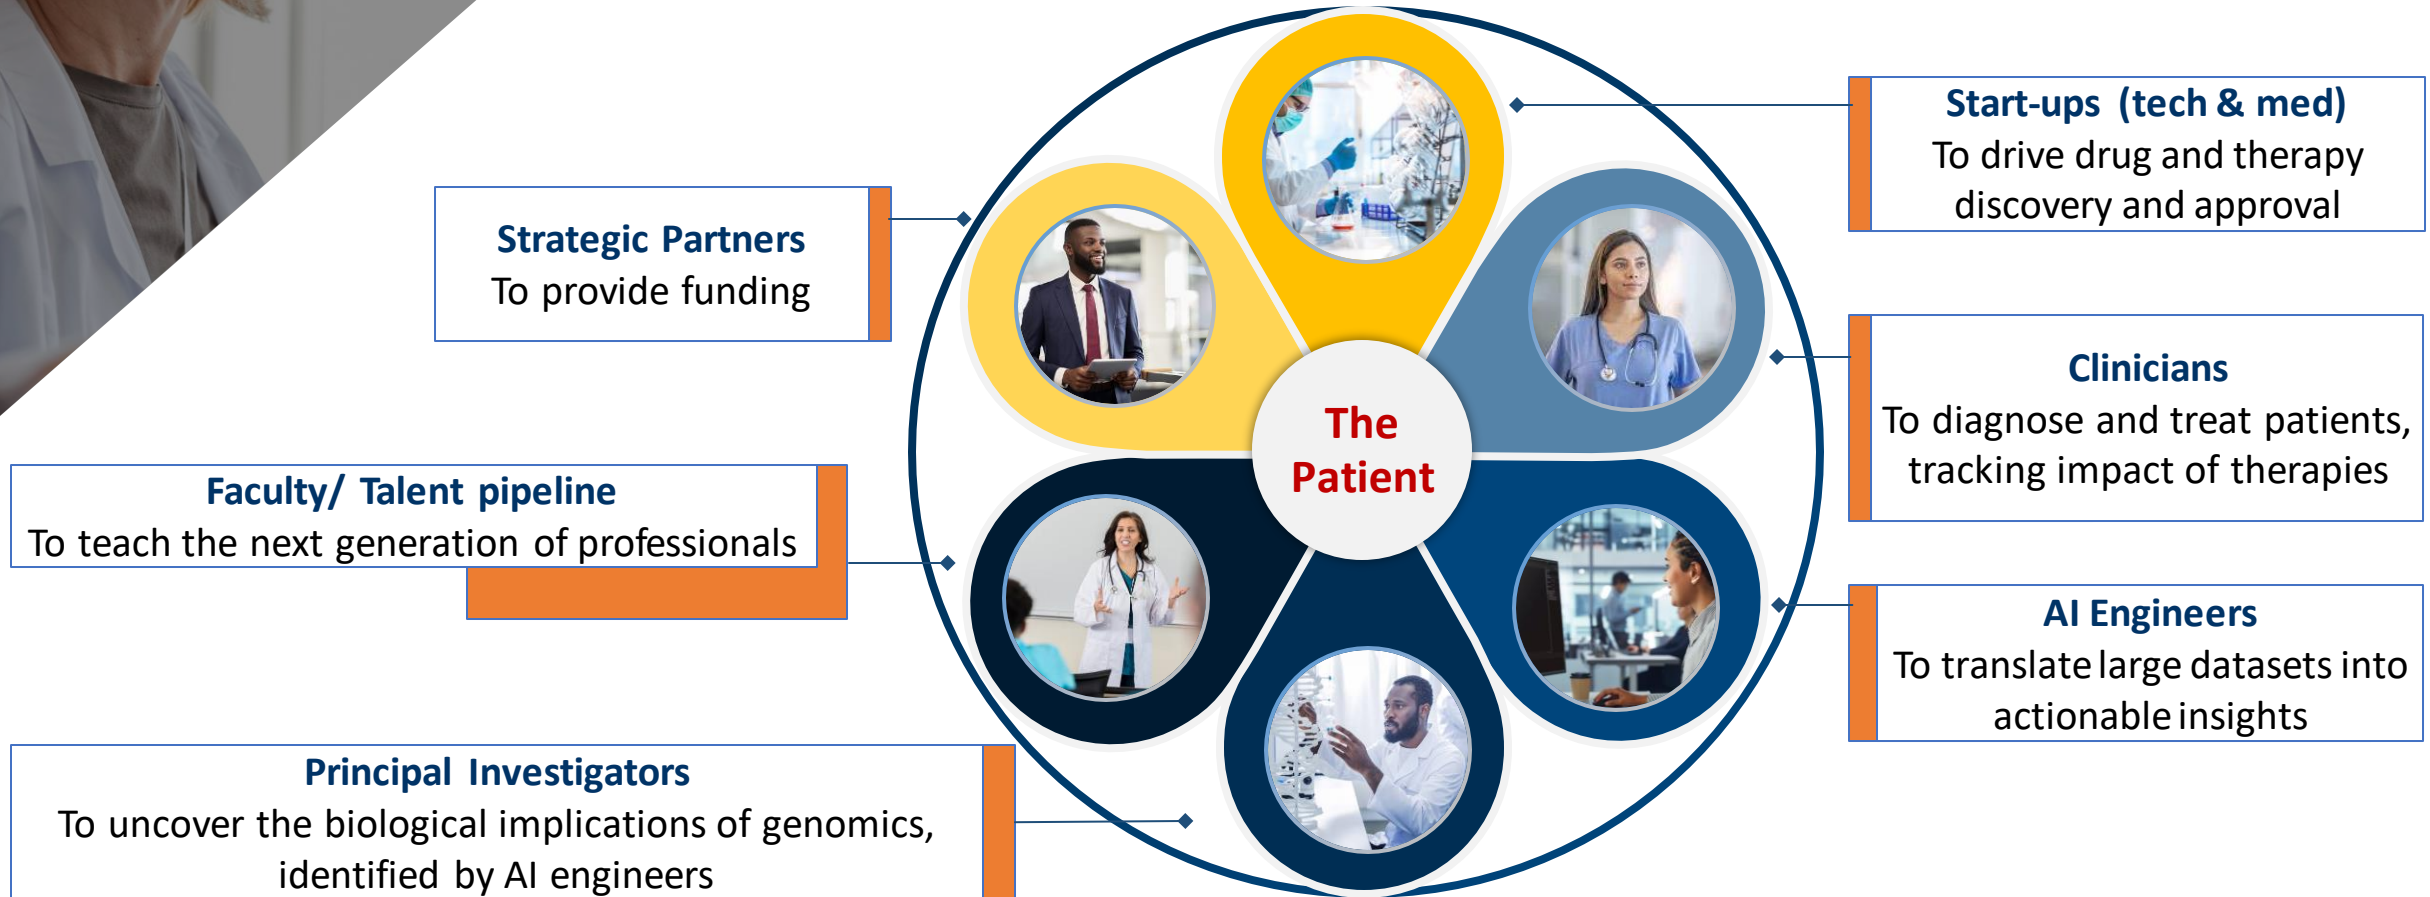 Start-ups (tech & med)
To drive drug and therapy
discovery and approval
Strategic Partners
To provide funding
Clinicians
To diagnose and treat patients,
tracking impact of therapies
The
Patient
Faculty/ Talent pipeline
To teach the next generation of professionals
AI Engineers
To translate large datasets into
actionable insights
Principal Investigators
To uncover the biological implications of genomics,
identified by AI engineers